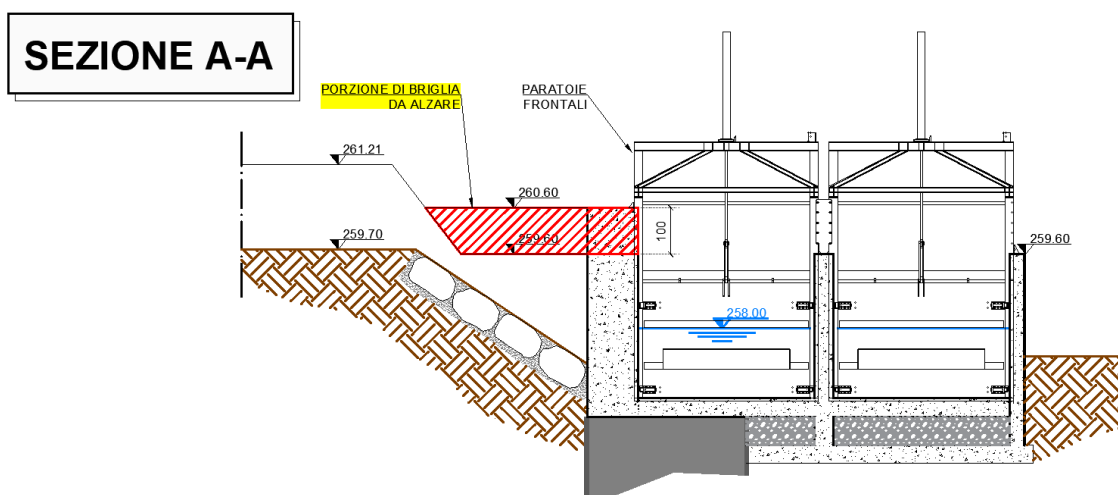 SEZIONE A-A
PORZIONE DI BRIGLIA
DA ALZARE
PARATOIE
FRONTALI
261.21
260.60
259.70
259.60
100
259.60
258.00